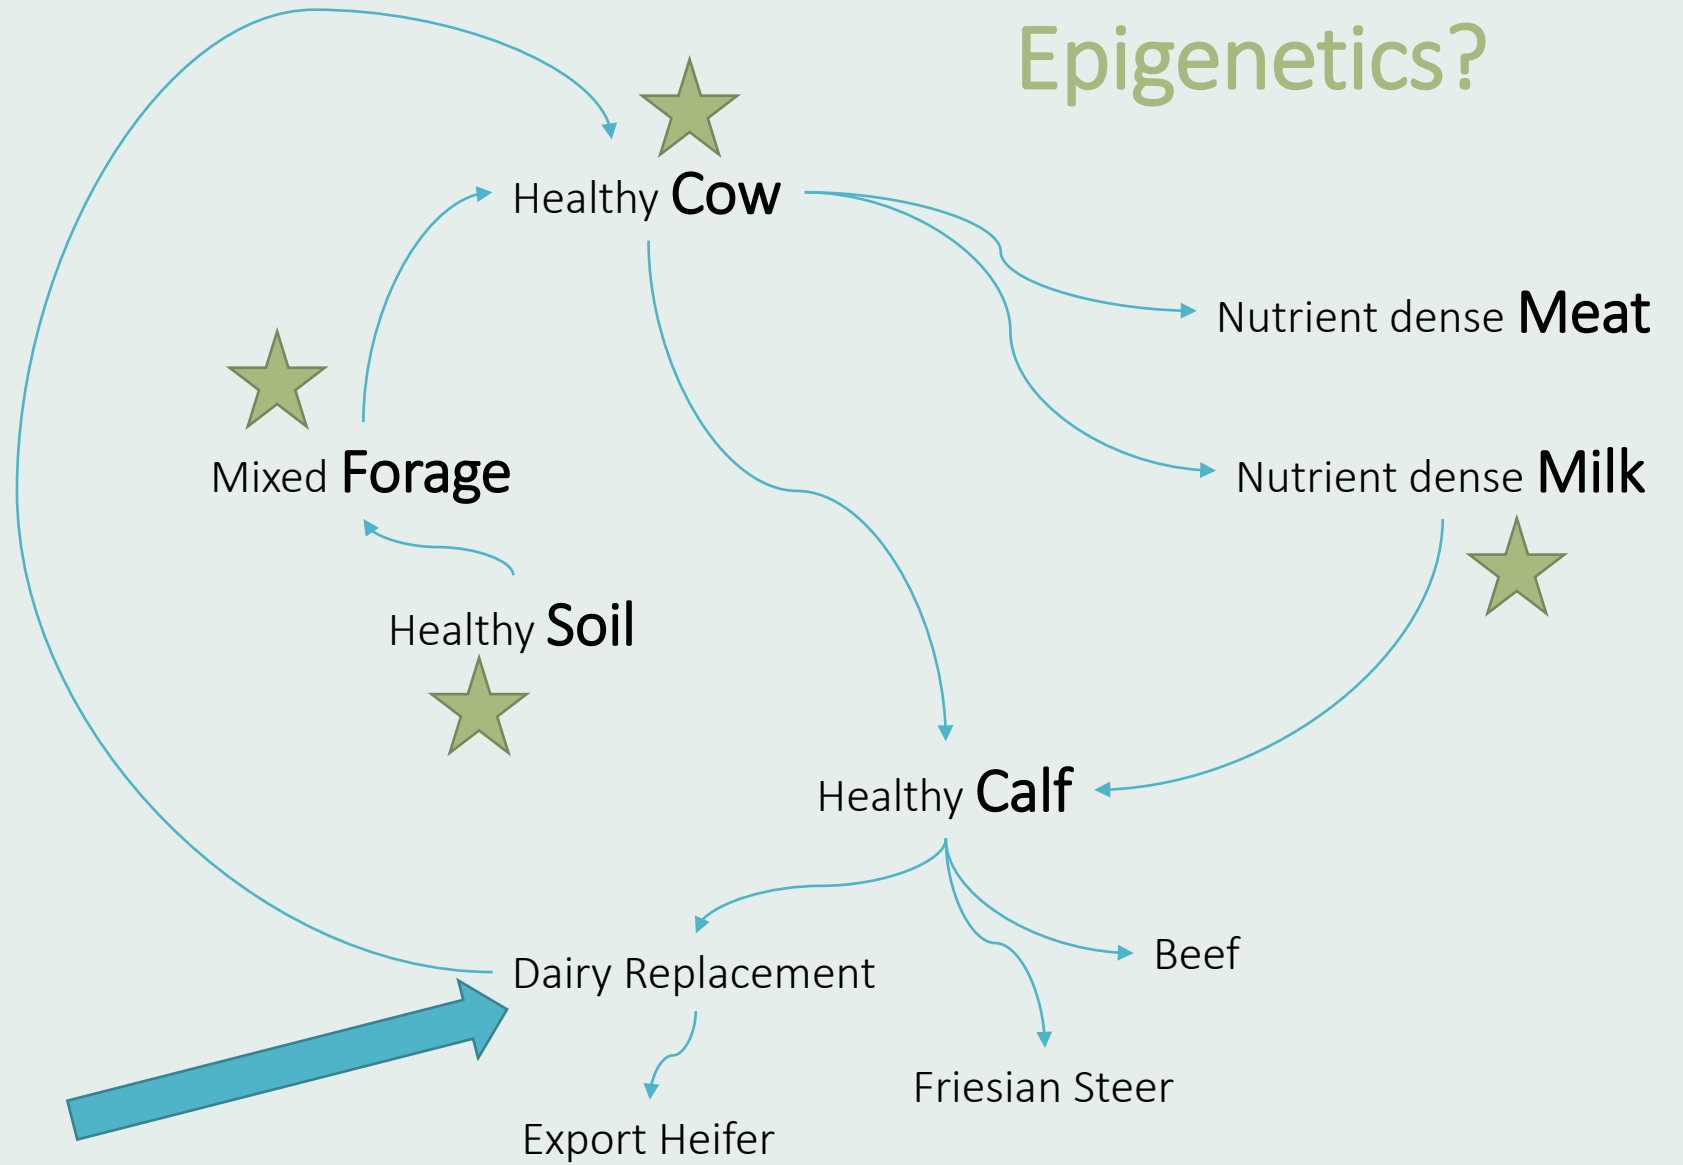 Epigenetics?
Healthy Cow
Nutrient dense Meat
Mixed Forage
Nutrient dense Milk
Healthy Soil
Healthy Calf
Dairy Replacement
Beef
Friesian Steer
Export Heifer